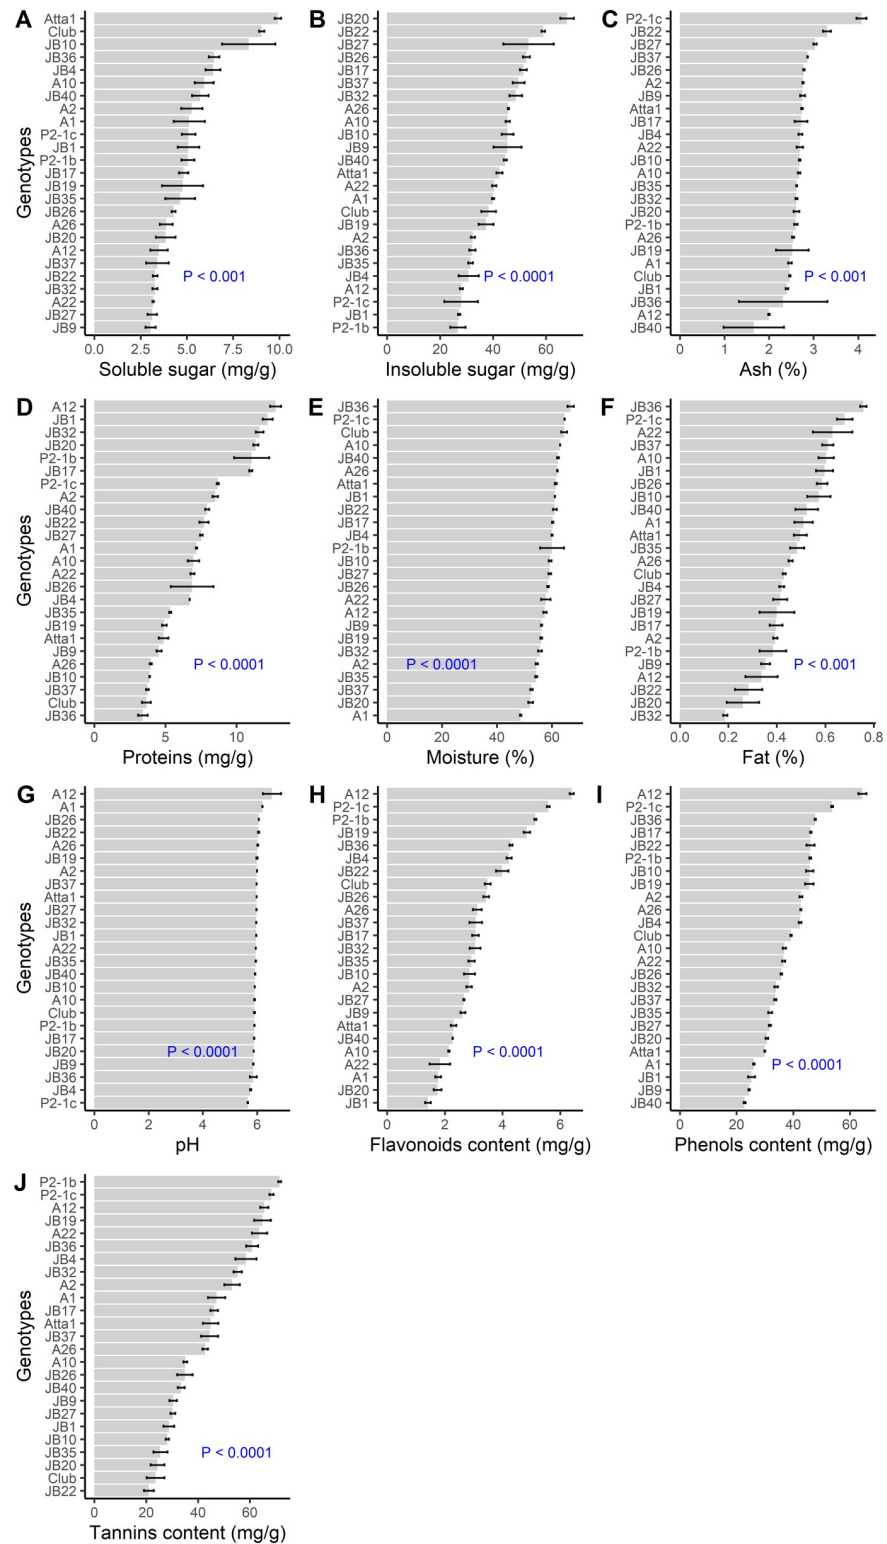 A
Genotypes
Atta1
Club
JB10
JB36
JB4
A10
JB40
A2
A1
P2-1c
JB1
P2-1b
JB17
JB19
JB35
JB26
A26
JB20
A12
JB37
JB22
JB32
A22
JB27
JB9
P < 0.001
0.0 2.5 5.0 7.5 10.0
Soluble sugar (mg/g)
B
JB20
JB22
JB27
JB26
JB17
JB37
JB32
A26
A10
JB10
JB9
JB40
Atta1
A22
A1
Club
JB19
A2
JB36
JB35
JB4
A12
P2-1c
JB1
P2-1b
P < 0.0001
0 20 40 60
Insoluble sugar (mg/g)
C
P2-1c
JB22
JB27
JB37
JB26
A2
JB9
Atta1
JB17
JB4
A22
JB10
A10
JB35
JB32
JB20
P2-1b
A26
JB19
A1
Club
JB1
JB36
A12
JB40
P < 0.001
0 1 2 3 4
Ash (%)
D
Genotypes
A12
JB1
JB32
JB20
P2-1b
JB17
P2-1c
A2
JB40
JB22
JB27
A1
A10
A22
JB26
JB4
JB35
JB19
Atta1
JB9
A26
JB10
JB37
Club
JB36
P < 0.0001
0 5 10
Proteins (mg/g)
E
JB36
P2-1c
Club
A10
JB40
A26
Atta1
JB1
JB22
JB17
JB4
P2-1b
JB10
JB27
JB26
A22
A12
JB9
JB19
JB32
A2
JB35
JB37
JB20
A1
P < 0.0001
0 20 40 60
Moisture (%)
F
JB36
P2-1c
A22
JB37
A10
JB1
JB26
JB10
JB40
A1
Atta1
JB35
A26
Club
JB4
JB27
JB19
JB17
A2
P2-1b
JB9
A12
JB22
JB20
JB32
P < 0.001
0.0 0.2 0.4 0.6 0.8
Fat (%)
G
Genotypes
A12
A1
JB26
JB22
A26
JB19
A2
JB37
Atta1
JB27
JB32
JB1
A22
JB35
JB40
JB10
A10
Club
P2-1b
JB17
JB20
JB9
JB36
JB4
P2-1c
P < 0.0001
0 2 4 6
pH
H
A12
P2-1c
P2-1b
JB19
JB36
JB4
JB22
Club
JB26
A26
JB37
JB17
JB32
JB35
JB10
A2
JB27
JB9
Atta1
JB40
A10
A22
A1
JB20
JB1
P < 0.0001
0 2 4 6
Flavonoids content (mg/g)
I
A12
P2-1c
JB36
JB17
JB22
P2-1b
JB10
JB19
A2
A26
JB4
Club
A10
A22
JB26
JB32
JB37
JB35
JB27
JB20
Atta1
A1
JB1
JB9
JB40
P < 0.0001
0 20 40 60
Phenols content (mg/g)
J
Genotypes
P2-1b
P2-1c
A12
JB19
A22
JB36
JB4
JB32
A2
A1
JB17
Atta1
JB37
A26
A10
JB26
JB40
JB9
JB27
JB1
JB10
JB35
JB20
Club
JB22
P < 0.0001
0 20 40 60
Tannins content (mg/g)